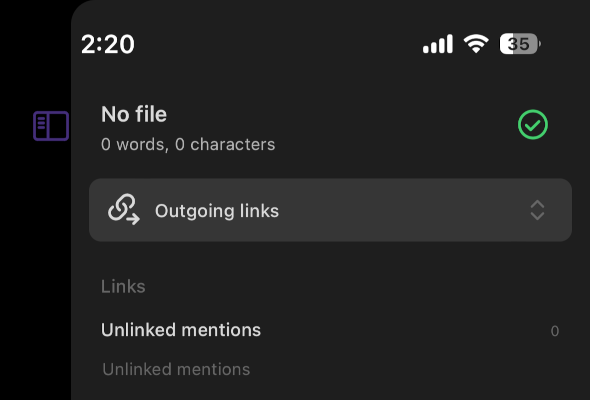 2:20
35
No file
0 words, 0 characters
Outgoing links
Links
Unlinked mentions
0
Unlinked mentions